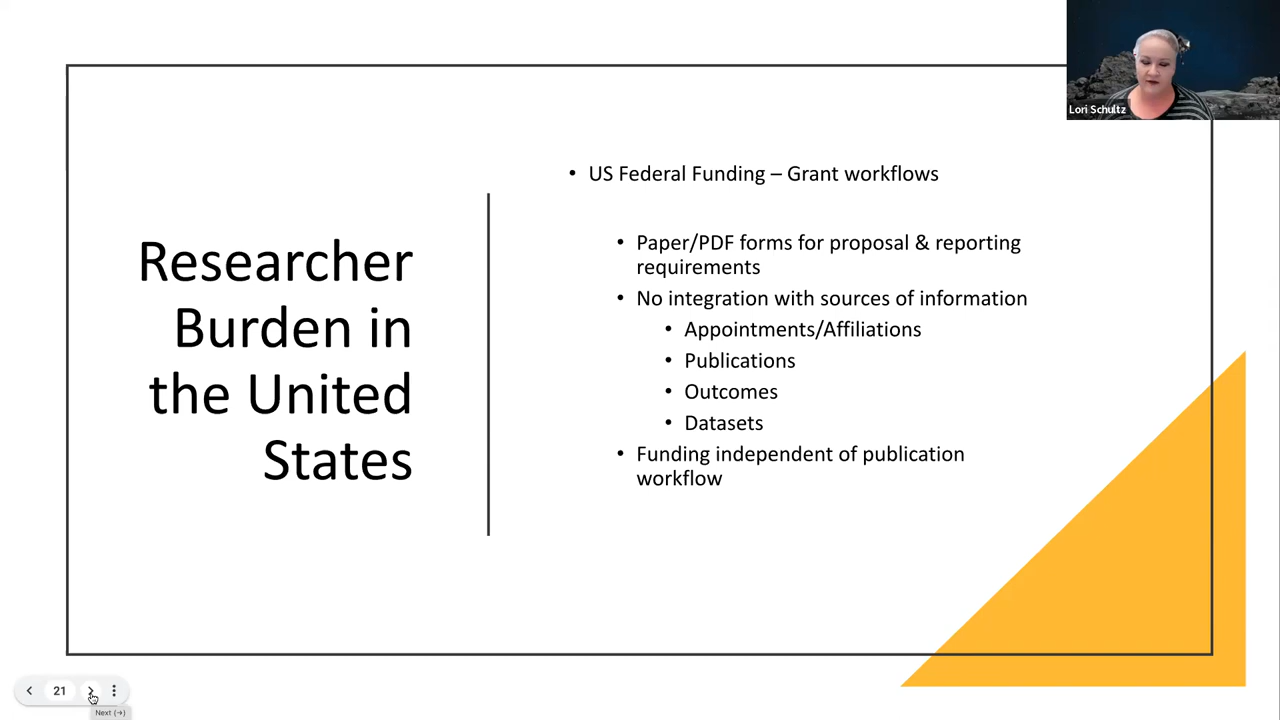 Lori Schultz
Researcher
Burden in
the United
States
• US Federal Funding – Grant workflows
• Paper/PDF forms for proposal & reporting
requirements
• No integration with sources of information
• Appointments/Affiliations
• Publications
• Outcomes
• Datasets
• Funding independent of publication
workflow
21
Next (→)